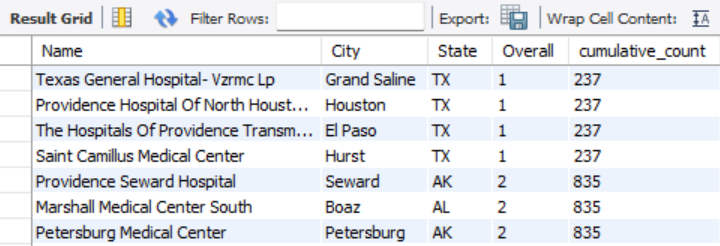 Result Grid Filter Rows: Export: Wrap Cell Content: IA
Name City State Overall cumulative_count
Texas General Hospital- Vzrmc Lp Grand Saline TX 1 237
Providence Hospital Of North Houst... Houston TX 1 237
The Hospitals Of Providence Transm... El Paso TX 1 237
Saint Camillus Medical Center Hurst TX 1 237
Providence Seward Hospital Seward AK 2 835
Marshall Medical Center South Boaz AL 2 835
Petersburg Medical Center Petersburg AK 2 835